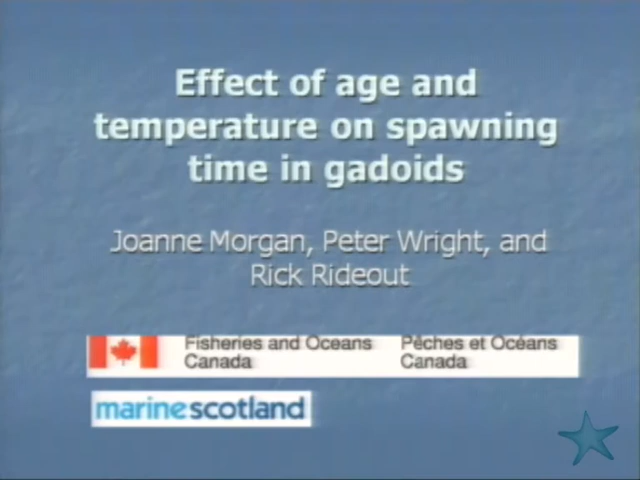 Effect of age and
temperature on spawning
time in gadoids
Joanne Morgan, Peter Wright, and
Rick Rideout
Fisheries and Oceans Pêches et Océans
Canada Canada
marinescotland